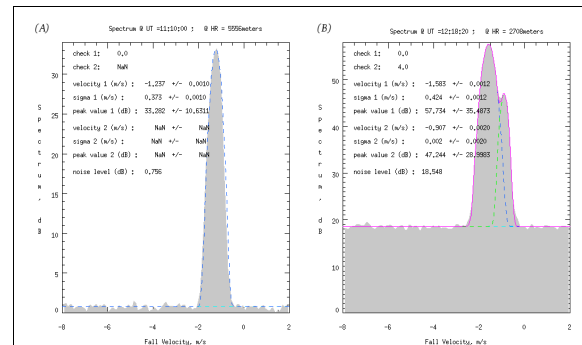 (A)
Spectrum @ UT =11:10:00 ; @ HR = 5556meters
check 1: 0.0
check 2: NaN
velocity 1 (m/s) : -1.237 +/- 0.0010
sigma 1 (m/s) : 0.373 +/- 0.0010
peak value 1 (dB) : 33.282 +/- 10.6311
velocity 2 (m/s) : NaN +/- NaN
sigma 2 (m/s) : NaN +/- NaN
peak value 2 (dB) : NaN +/- NaN
noise level (dB) : 0.756
Spectrum, dB
30
25
20
15
10
5
0
-8 -6 -4 -2 0 2
Fall Velocity, m/s
(B)
Spectrum @ UT =12:18:20 ; @ HR = 2708meters
check 1: 0.0
check 2: 4.0
velocity 1 (m/s) : -1.583 +/- 0.0012
sigma 1 (m/s) : 0.424 +/- 0.0012
peak value 1 (dB) : 57.734 +/- 35.4873
velocity 2 (m/s) : -0.907 +/- 0.0020
sigma 2 (m/s) : 0.002 +/- 0.0020
peak value 2 (dB) : 47.244 +/- 28.9983
noise level (dB) : 18.548
Spectrum, dB
50
40
30
20
10
0
-8 -6 -4 -2 0 2
Fall Velocity, m/s